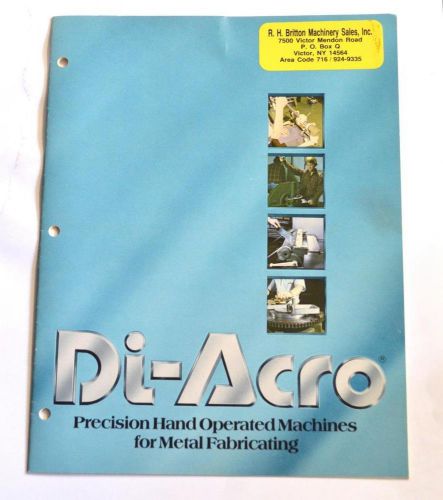 R. H. Britton Machinery Sales, Inc.
7500 Victor Mendon Road
P. O. Box Q
Victor, NY 14564
Area Code 716 / 924-9335
Di-Acro®
Precision Hand Operated Machines
for Metal Fabricating